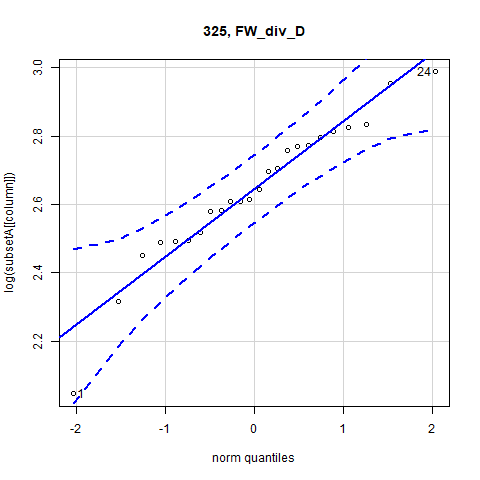 325, FW_div_D
log(subsetA[[column]])
3.0
2.8
2.6
2.4
2.2
24
1
-2 -1 0 1 2
norm quantiles